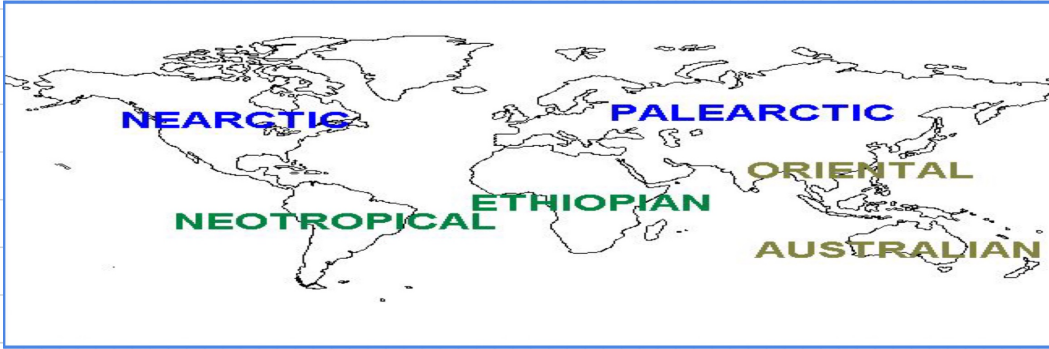 NEARCTIC
PALEARCTIC
ORIENTAL
ETHIOPIAN
NEOTROPICAL
AUSTRALIAN